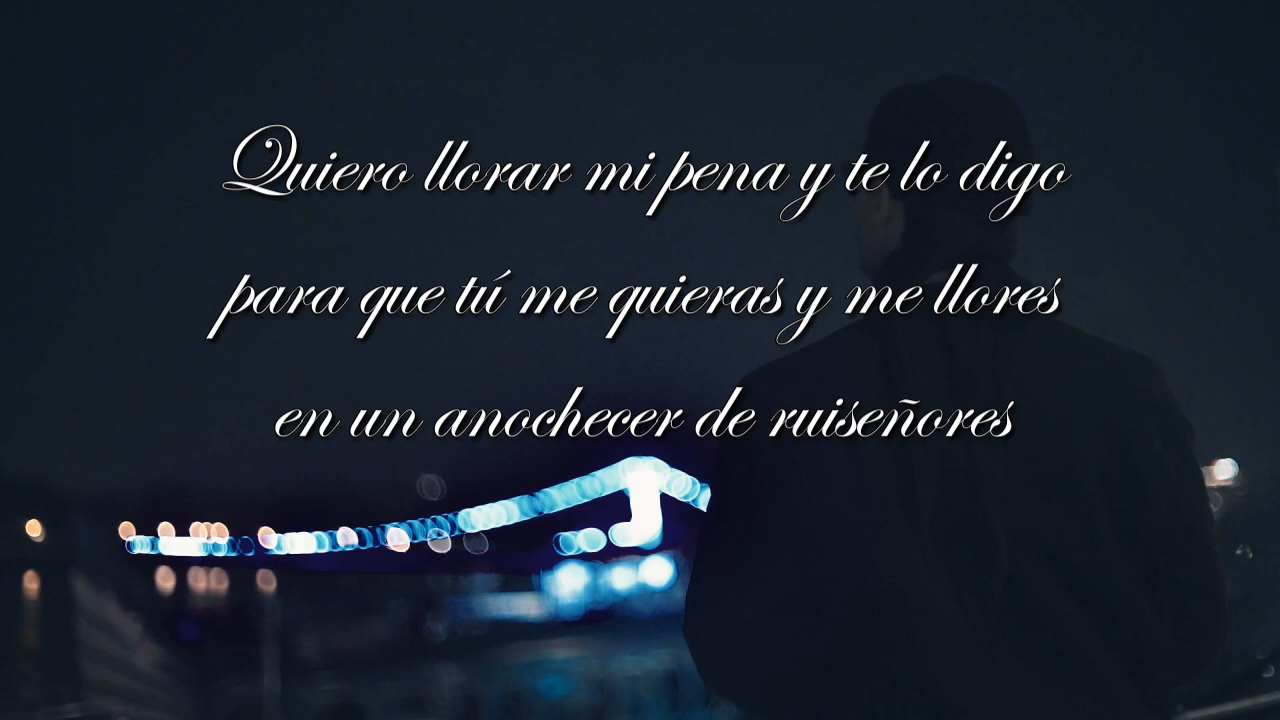 Quiero llorar mi pena y te lo digo
para que tú me quieras y me llores
en un anochecer de ruiseñores